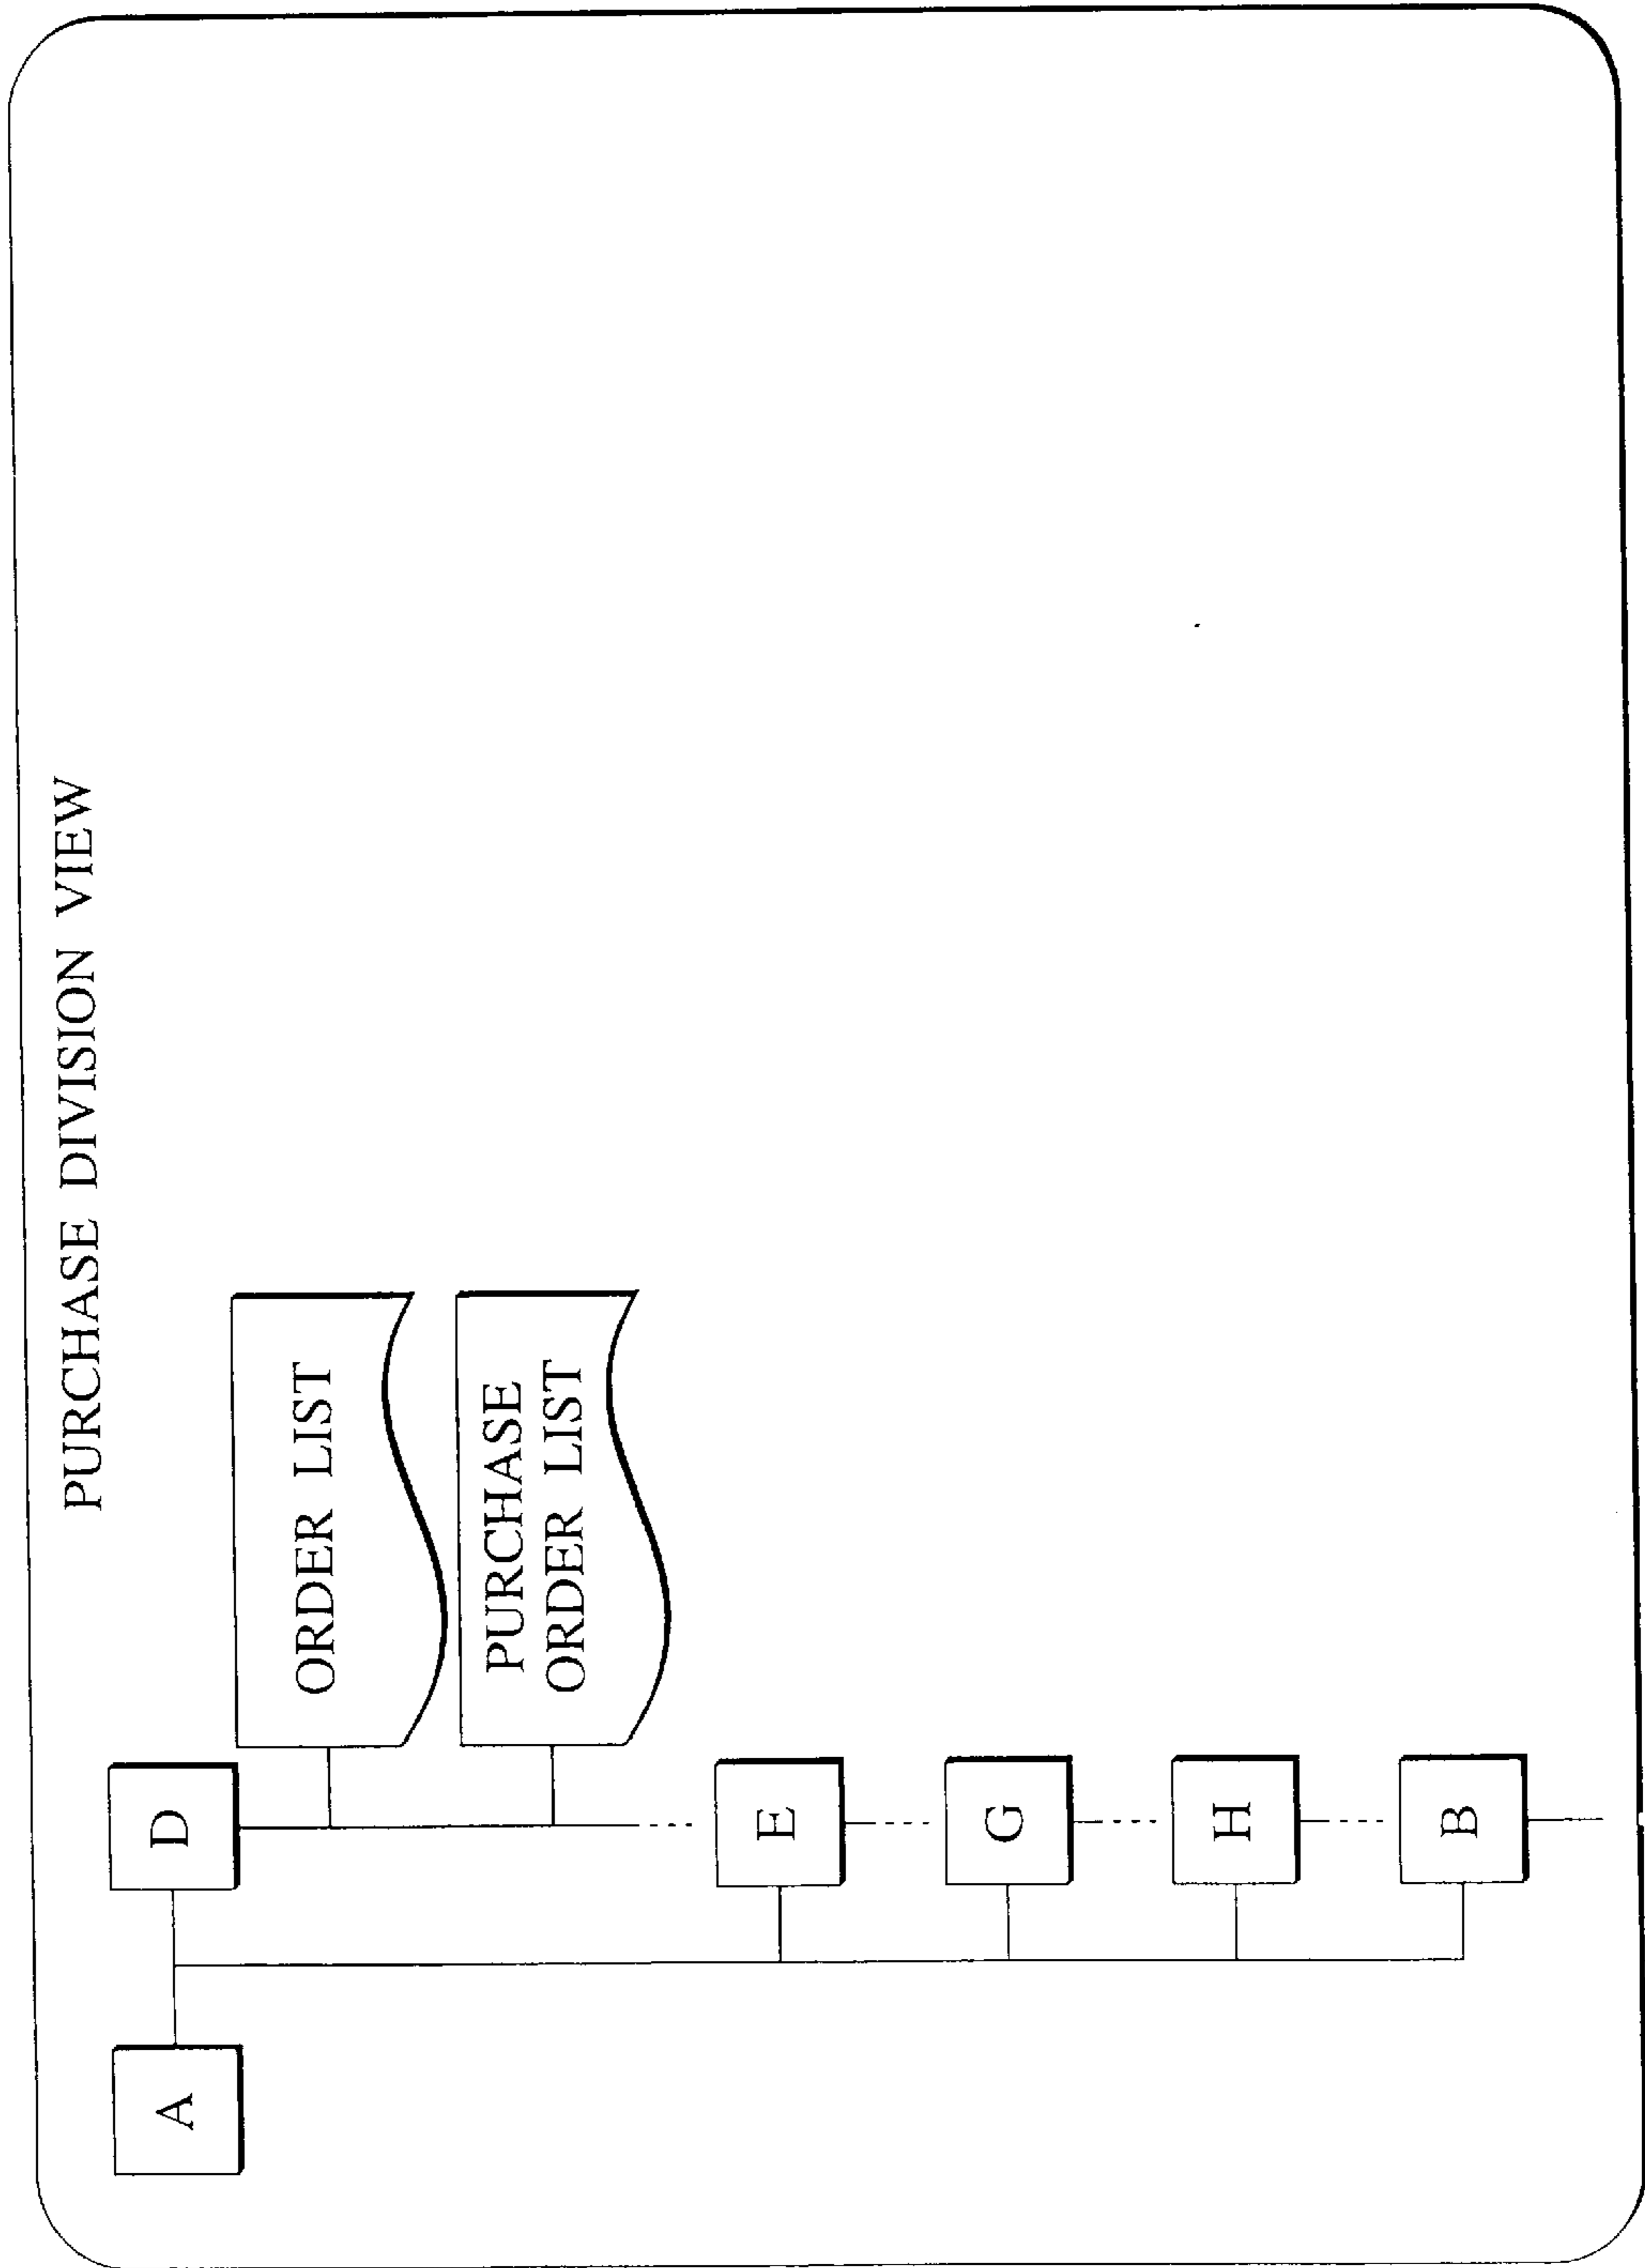 PURCHASE DIVISION VIEW
A
D
ORDER LIST
PURCHASE
ORDER LIST
E
G
H
B